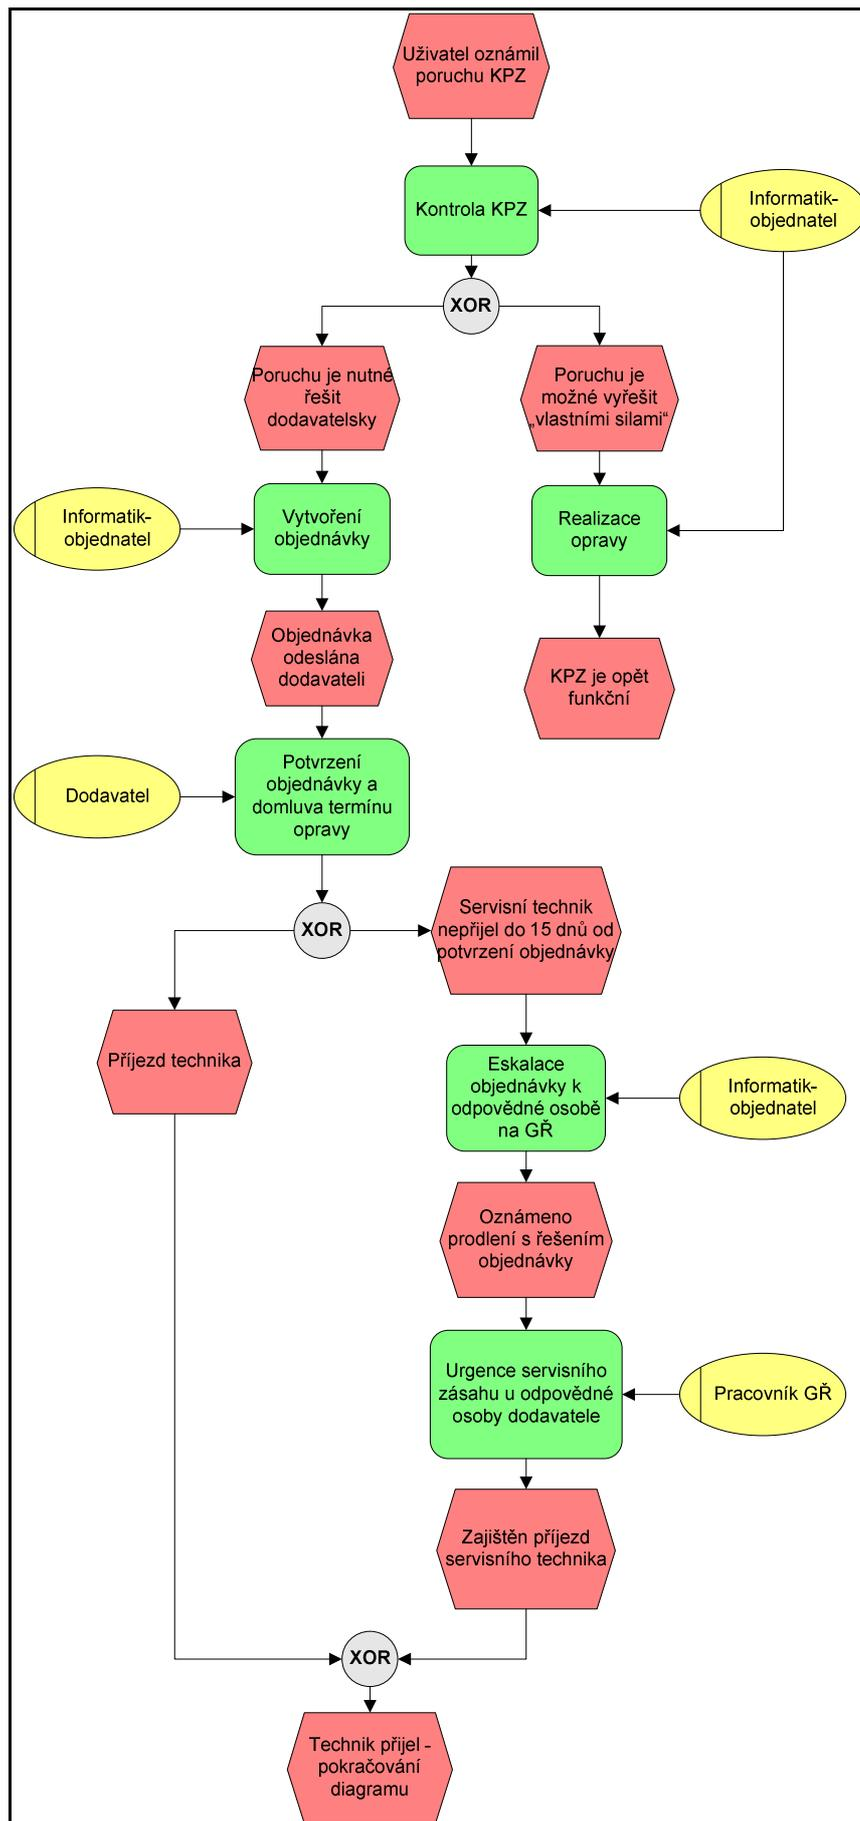 Uživatel oznámil
poruchu KPZ
Kontrola KPZ
Informatik-
objednatel
XOR
Poruchu je nutné
řešit
dodavatelsky
Poruchu je
možné vyřešit
„vlastními silami“
Informatik-
objednatel
Vytvoření
objednávky
Realizace
opravy
Objednávka
odeslána
dodavateli
KPZ je opět
funkční
Dodavatel
Potvrzení
objednávky a
domluva termínu
opravy
XOR
Servisní technik
nepřijel do 15 dnů od
potvrzení objednávky
Příjezd technika
Eskalace
objednávky k
odpovědné osobě
na GŘ
Informatik-
objednatel
Oznámeno
prodlení s řešením
objednávky
Urgence servisního
zásahu u odpovědné
osoby dodavatele
Pracovník GŘ
Zajištěn příjezd
servisního technika
XOR
Technik přijel -
pokračování
diagramu